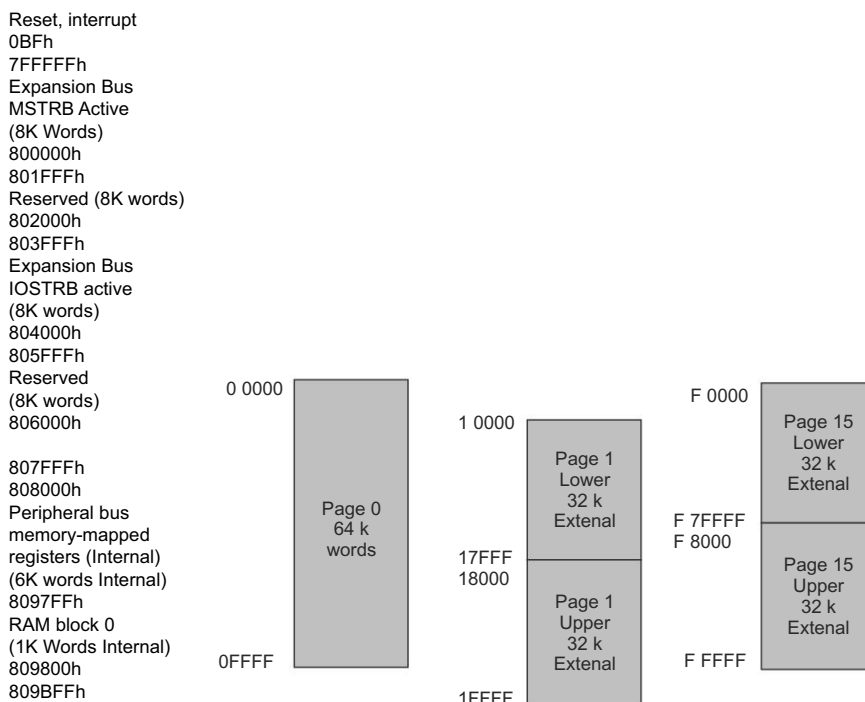 Reset, interrupt
0BFh
7FFFFFh
Expansion Bus
MSTRB Active
(8K Words)
800000h
801FFFh
Reserved (8K words)
802000h
803FFFh
Expansion Bus
IOSTRB active
(8K words)
804000h
805FFFh
Reserved
(8K words)
806000h
807FFFh
808000h
Peripheral bus
memory-mapped
registers (Internal)
(6K words Internal)
8097FFh
RAM block 0
(1K Words Internal)
809800h
809BFFh
0 0000
Page 0
64 k
words
0FFFF
1 0000
Page 1
Lower
32 k
Extenal
17FFF
18000
Page 1
Upper
32 k
Extenal
1FFFF
F 0000
Page 15
Lower
32 k
Extenal
F 7FFFF
F 8000
Page 15
Upper
32 k
Extenal
F FFFF